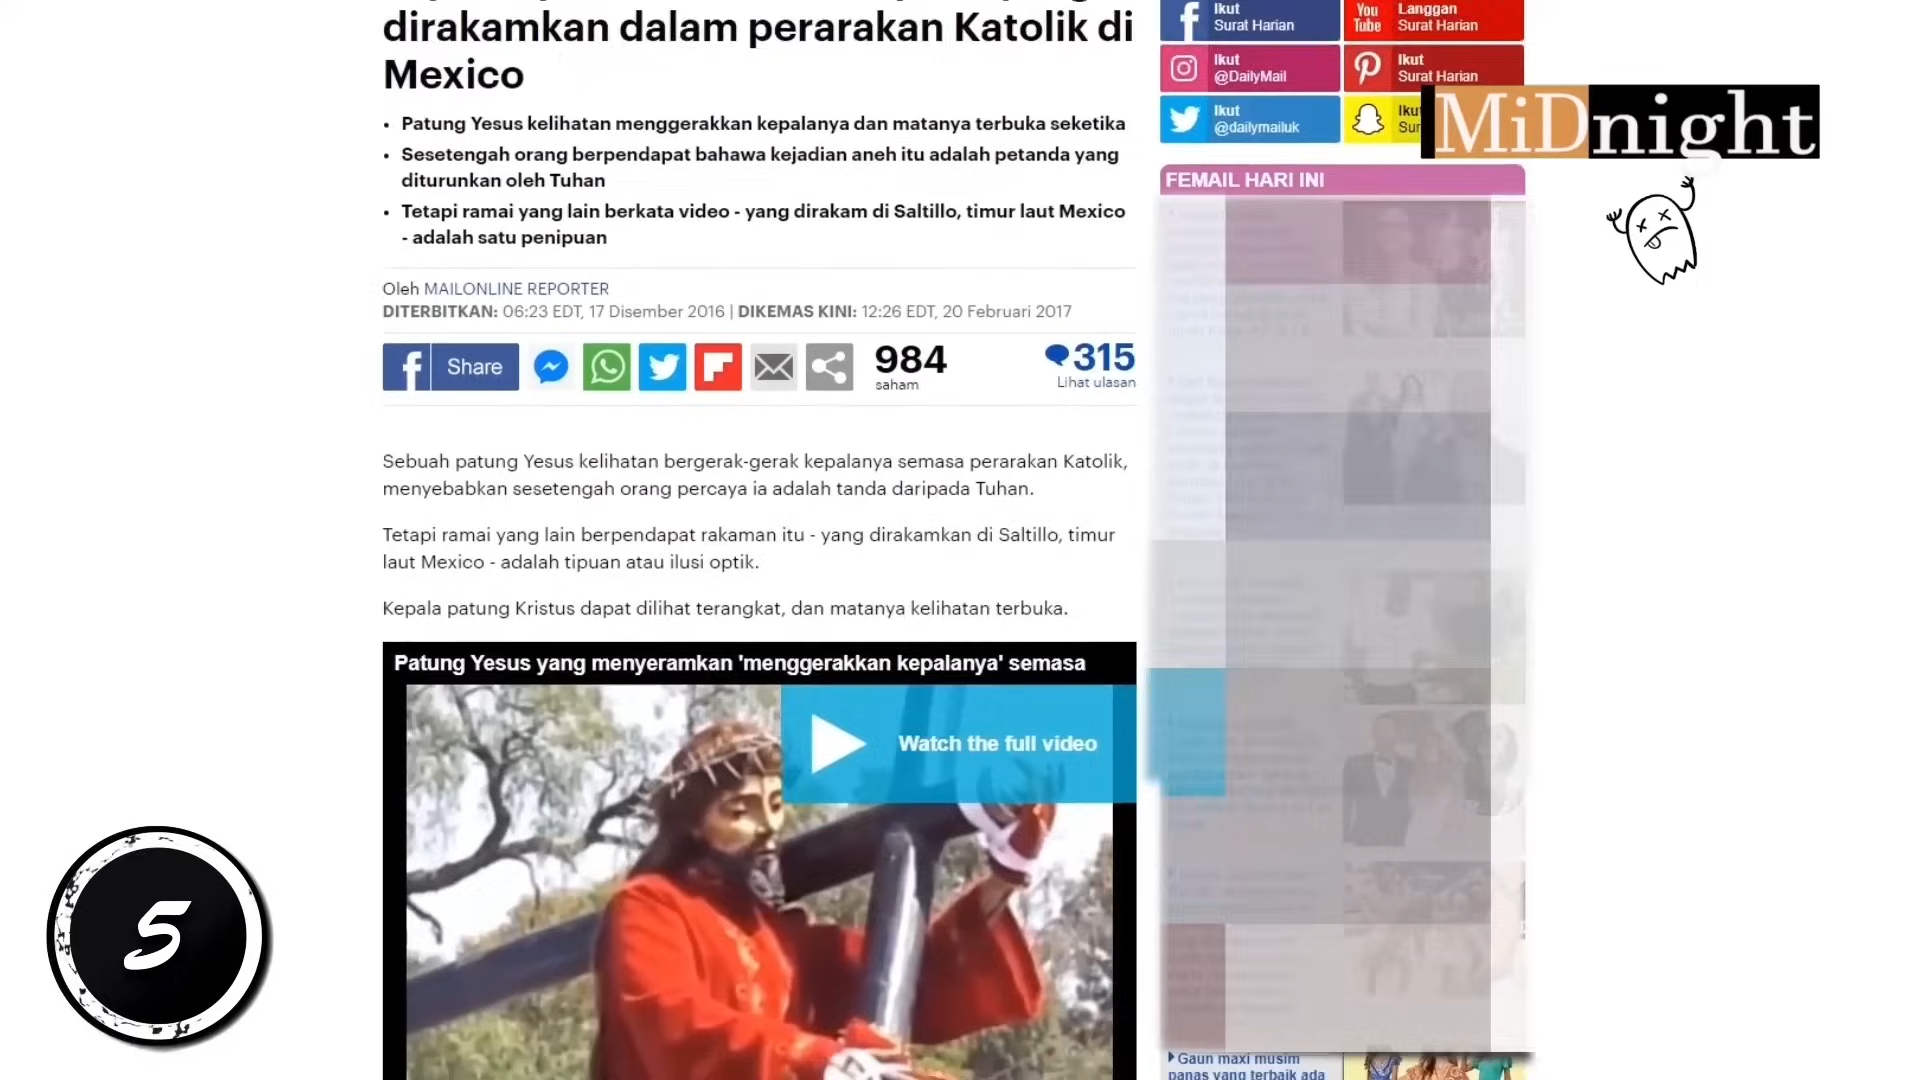 dirakamkan dalam perarakan Katolik di
Mexico
• Patung Yesus kelihatan menggerakkan kepalanya dan matanya terbuka seketika
• Sesetengah orang berpendapat bahawa kejadian aneh itu adalah petanda yang
diturunkan oleh Tuhan
• Tetapi ramai yang lain berkata video - yang dirakam di Saltillo, timur laut Mexico
- adalah satu penipuan
Oleh MAILONLINE REPORTER
DITERBITKAN: 06:23 EDT, 17 Disember 2016 | DIKEMAS KINI: 12:26 EDT, 20 Februari 2017
f Share
984
saham
315
Lihat ulasan
Sebuah patung Yesus kelihatan bergerak-gerak kepalanya semasa perarakan Katolik,
menyebabkan sesetengah orang percaya ia adalah tanda daripada Tuhan.
Tetapi ramai yang lain berpendapat rakaman itu - yang dirakamkan di Saltillo, timur
laut Mexico - adalah tipuan atau ilusi optik.
Kepala patung Kristus dapat dilihat terangkat, dan matanya kelihatan terbuka.
Patung Yesus yang menyeramkan 'menggerakkan kepalanya' semasa
Watch the full video
5
f Ikut
Surat Harian
You Tube Langgan
Surat Harian
Ikut
@DailyMail
Ikut
Surat Harian
Ikut
@dailymailuk
MiDnight
FEMAIL HARI INI
Gaun maxi musim
panas yang terbaik ada